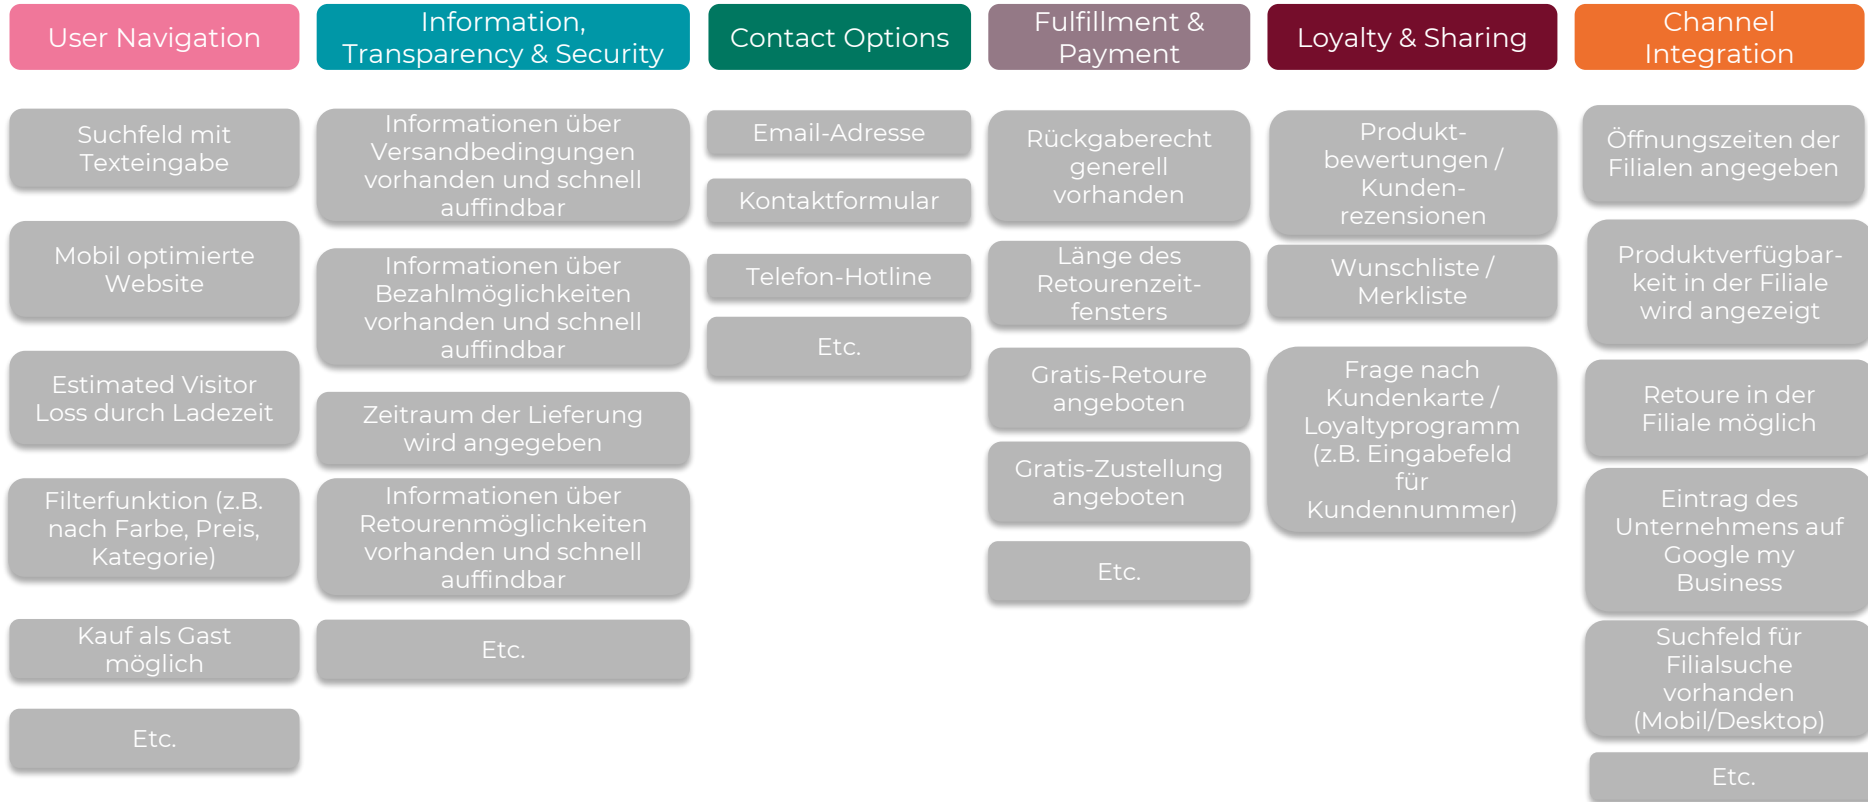 User Navigation
Information,
Transparency & Security
Contact Options
Fulfillment &
Payment
Loyalty & Sharing
Channel
Integration
Suchfeld mit
Texteingabe
Mobil optimierte
Website
Estimated Visitor
Loss durch Ladezeit
Filterfunktion (z.B.
nach Farbe, Preis,
Kategorie)
Kauf als Gast
möglich
Etc.
Informationen über
Versandbedingungen
vorhanden und schnell
auffindbar
Informationen über
Bezahlmöglichkeiten
vorhanden und schnell
auffindbar
Zeitraum der Lieferung
wird angegeben
Informationen über
Retourenmöglichkeiten
vorhanden und schnell
auffindbar
Etc.
Email-Adresse
Kontaktformular
Telefon-Hotline
Etc.
Rückgaberecht
generell
vorhanden
Länge des
Retourenzeit-
fensters
Gratis-Retoure
angeboten
Gratis-Zustellung
angeboten
Etc.
Produkt-
bewertungen /
Kunden-
rezensionen
Wunschliste /
Merkliste
Frage nach
Kundenkarte /
Loyaltyprogramm
(z.B. Eingabefeld
für
Kundennummer)
Öffnungszeiten der
Filialen angegeben
Produktverfügbar-
keit in der Filiale
wird angezeigt
Retoure in der
Filiale möglich
Eintrag des
Unternehmens auf
Google my
Business
Suchfeld für
Filialsuche
vorhanden
(Mobil/Desktop)
Etc.